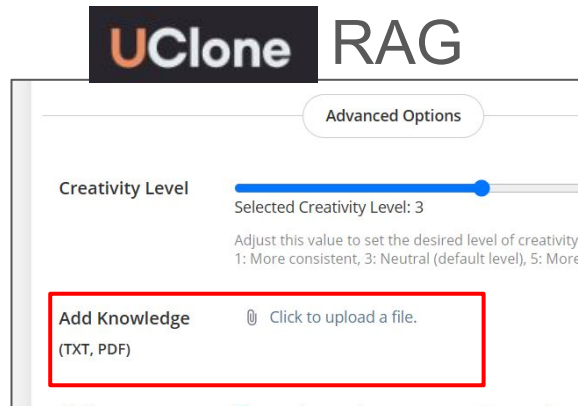 UClone RAG
Advanced Options
Creativity Level
Selected Creativity Level: 3
Adjust this value to set the desired level of creativity
1: More consistent, 3: Neutral (default level), 5: More
Add Knowledge
Click to upload a file.
(TXT, PDF)